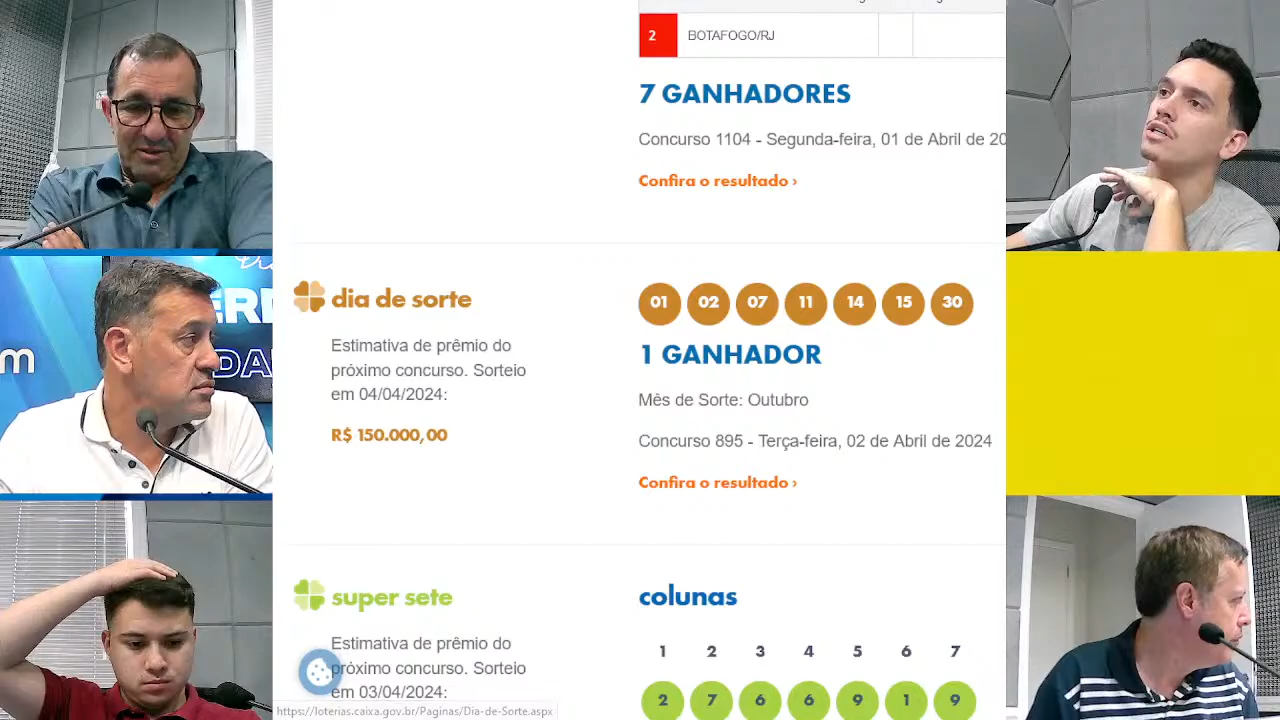 2 BOTAFOGO/RJ
7 GANHADORES
Concurso 1104 - Segunda-feira, 01 de Abril de 20
Confira o resultado ›
dia de sorte
01 02 07 11 14 15 30
1 GANHADOR
Estimativa de prêmio do
próximo concurso. Sorteio
em 04/04/2024:
R$ 150.000,00
Mês de Sorte: Outubro
Concurso 895 - Terça-feira, 02 de Abril de 2024
Confira o resultado ›
super sete
colunas
Estimativa de prêmio do
próximo concurso. Sorteio
em 03/04/2024:
1 2 3 4 5 6 7
2 7 6 6 9 1 9
https://loterias.caixa.gov.br/Paginas/Dia-de-Sorte.aspx